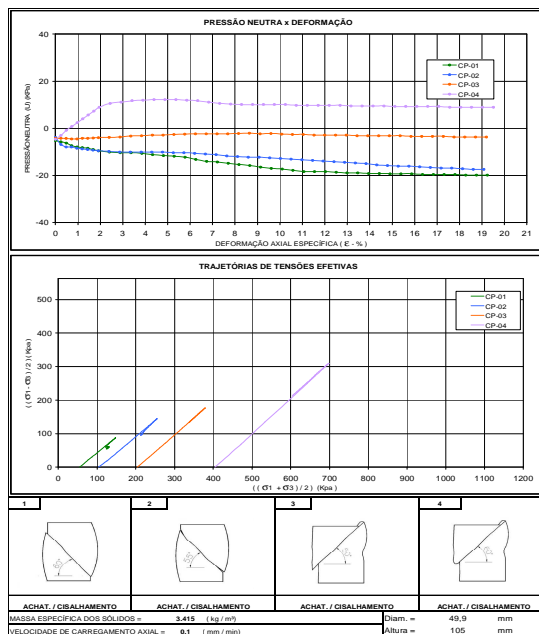 PRESSÃO NEUTRA x DEFORMAÇÃO
PRESSÃO NEUTRA (U) (KPa)
40
20
0
-20
-40
CP-01
CP-02
CP-03
CP-04
0 1 2 3 4 5 6 7 8 9 10 11 12 13 14 15 16 17 18 19 20 21
DEFORMAÇÃO AXIAL ESPECÍFICA ( ε - % )
TRAJETÓRIAS DE TENSÕES EFETIVAS
((σ1 - σ3) / 2) (Kpa)
500
400
300
200
100
0
CP-01
CP-02
CP-03
CP-04
0 100 200 300 400 500 600 700 800 900 1000 1100 1200
((σ1 + σ3) / 2) (Kpa)
1 2 3 4
ACHAT. / CISALHAMENTO ACHAT. / CISALHAMENTO ACHAT. / CISALHAMENTO ACHAT. / CISALHAMENTO
MASSA ESPECÍFICA DOS SÓLIDOS = 3.415 ( kg / m³) Diam. = 49,9 mm
VELOCIDADE DE CARREGAMENTO AXIAL = 0,1 ( mm / min) Altura = 105 mm